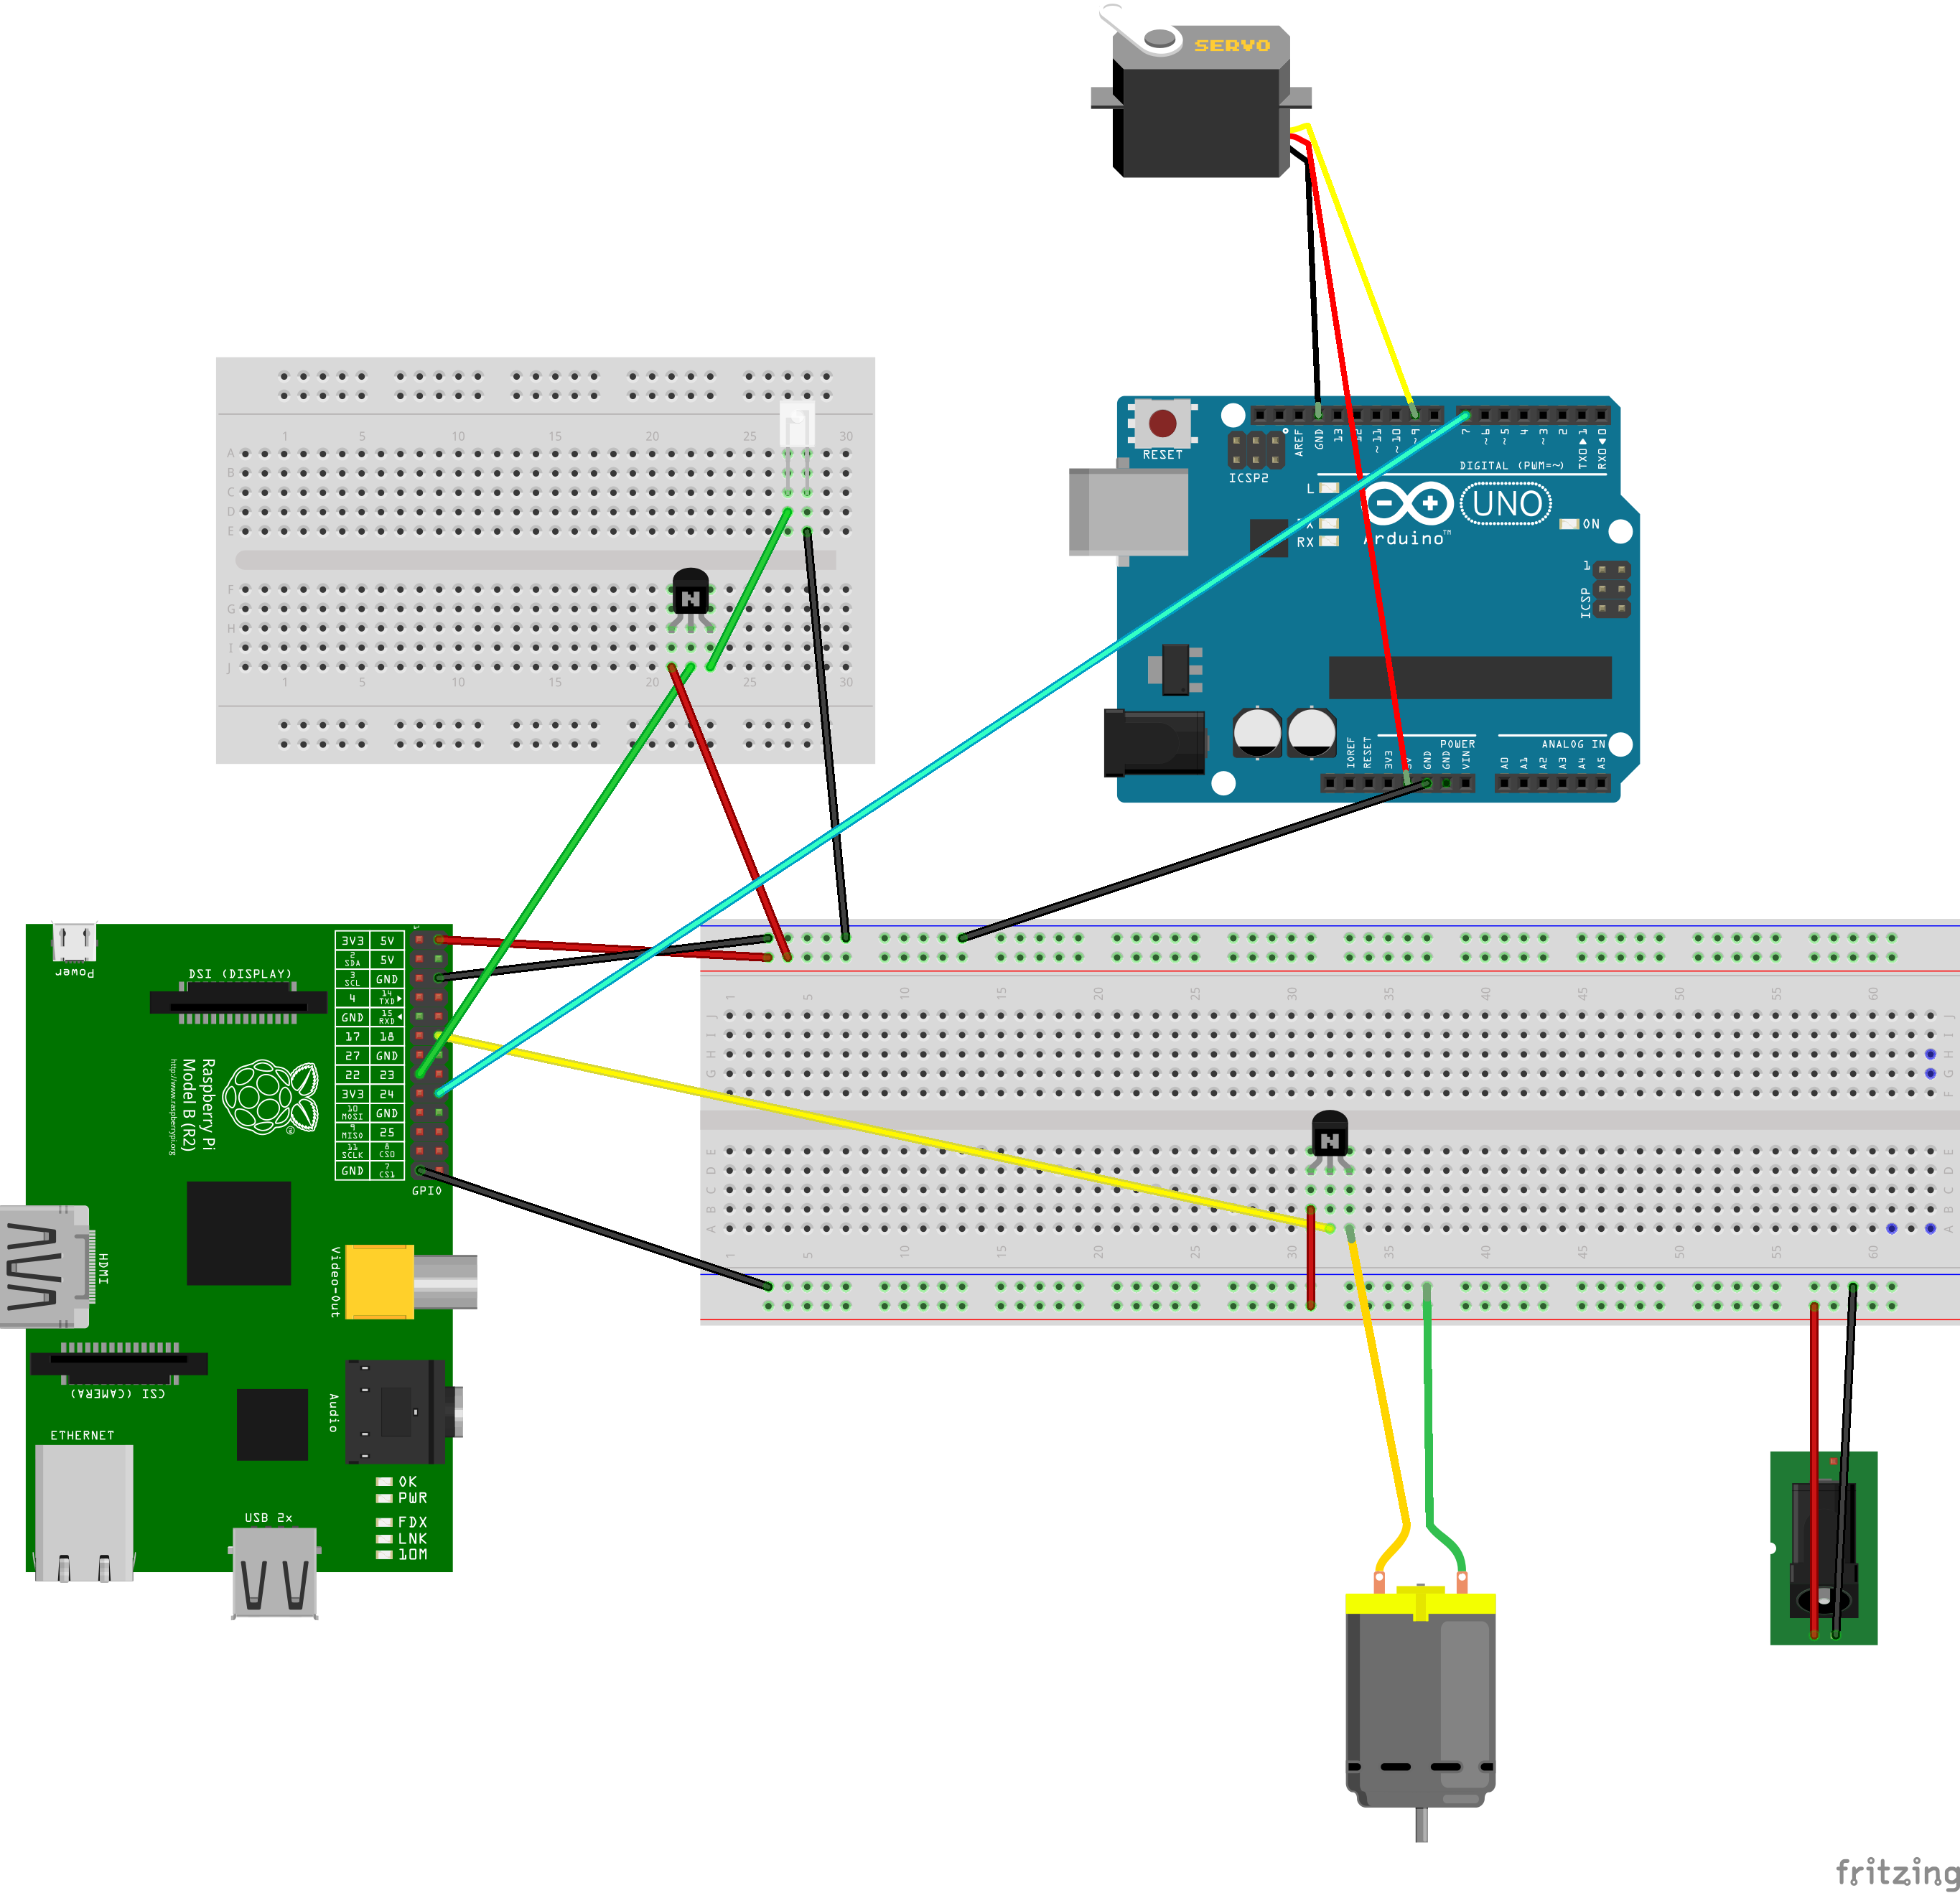 SERVO
RESET
ICSP2
AREF
GND
13
12
~11
~10
~9
7
~6
~5
4
~3
2
TXD 1
RXD 0
DIGITAL (PWM=~)
L
RX
UNO
Arduino™
ON
1
ICSP
IOREF
RESET
3V3
5V
GND
GND
VIN
POWER
ANALOG IN
A0
A1
A2
A3
A4
A5
1 5 10 15 20 25 30
A
B
C
D
E
N
F
G
H
I
J
1 5 10 15 20 25 30
Power
DSI (DISPLAY)
1
3V3 5V
2 SDA 5V
3 SCL GND
4 14 TXD
GND 15 RXD
17 18
27 GND
22 23
3V3 24
10 MOSI GND
9 MISO 25
11 SCLK 8 CS0
GND 7 CS1
GPIO
Raspberry Pi
Model B (R2)
http://www.raspberrypi.org
HDMI
Video-Out
CSI (CAMERA)
Audio
ETHERNET
OK
PWR
FDX
LNK
10M
USB 2x
1 5 10 15 20 25 30 35 40 45 50 55 60
J
I
H
G
F
N
E
D
C
B
A
1 5 10 15 20 25 30 35 40 45 50 55 60
fritzing